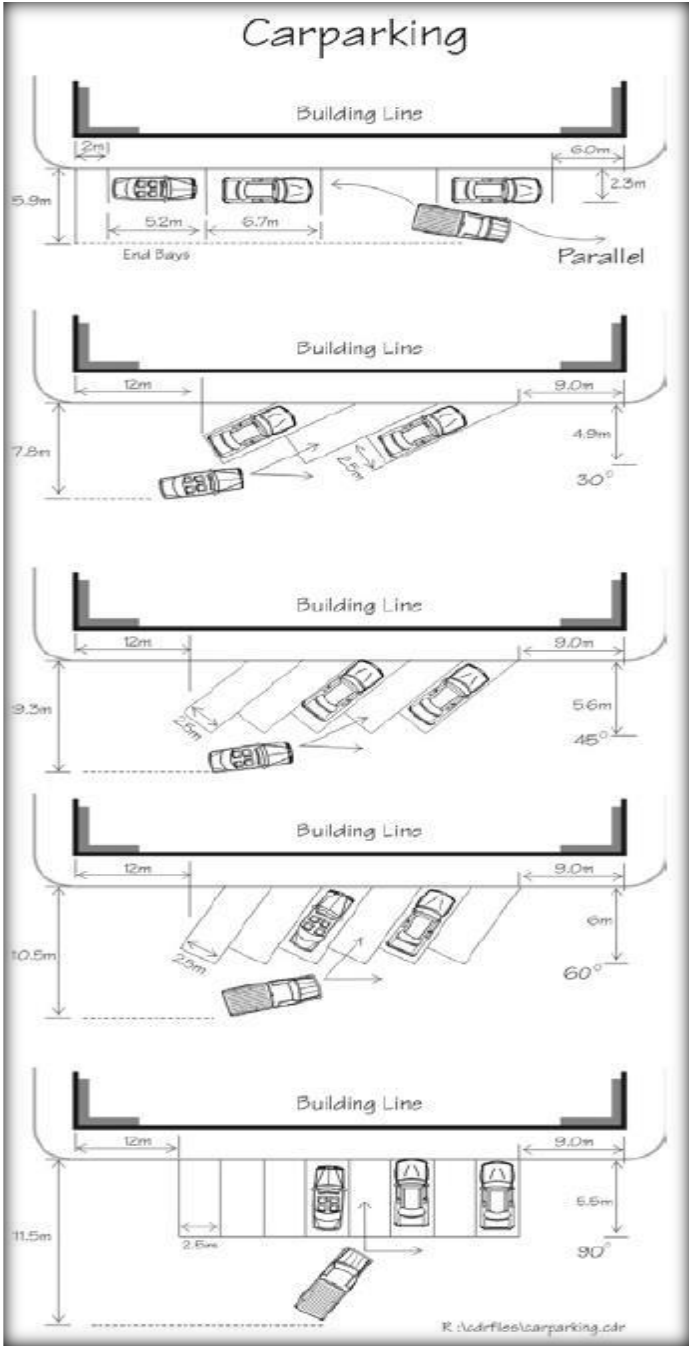 Carparking
Building Line
2m
6.0m
5.9m
2.3m
5.2m
6.7m
End Bays
Parallel
Building Line
12m
9.0m
7.8m
4.9m
2.5m
30°
Building Line
12m
9.0m
9.3m
5.6m
2.5m
45°
Building Line
12m
9.0m
10.5m
6m
2.5m
60°
Building Line
12m
9.0m
11.5m
5.5m
2.5m
90°
R:\cdrfiles\carparking.cdr